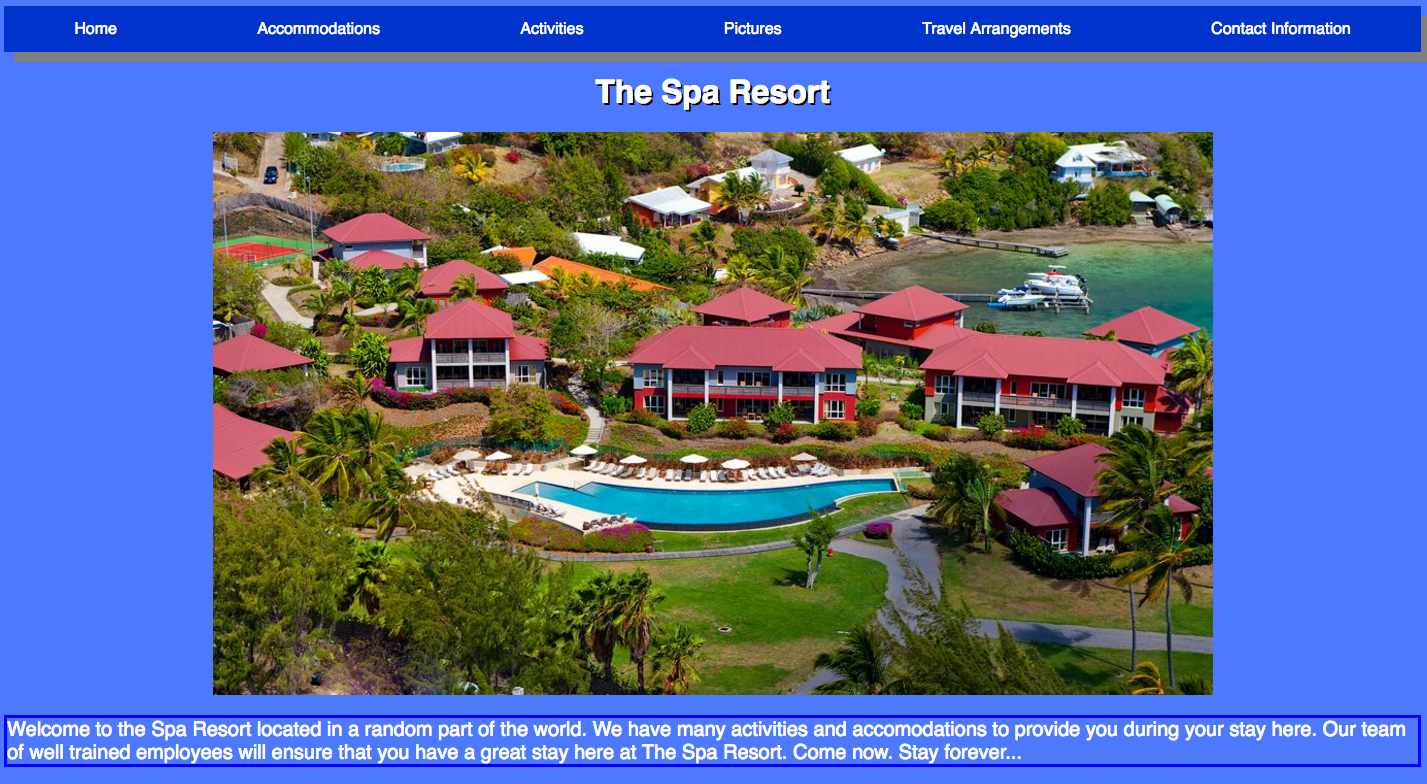 Home Accommodations Activities Pictures Travel Arrangements Contact Information
The Spa Resort
Welcome to the Spa Resort located in a random part of the world. We have many activities and accomodations to provide you during your stay here. Our team
of well trained employees will ensure that you have a great stay here at The Spa Resort. Come now. Stay forever...